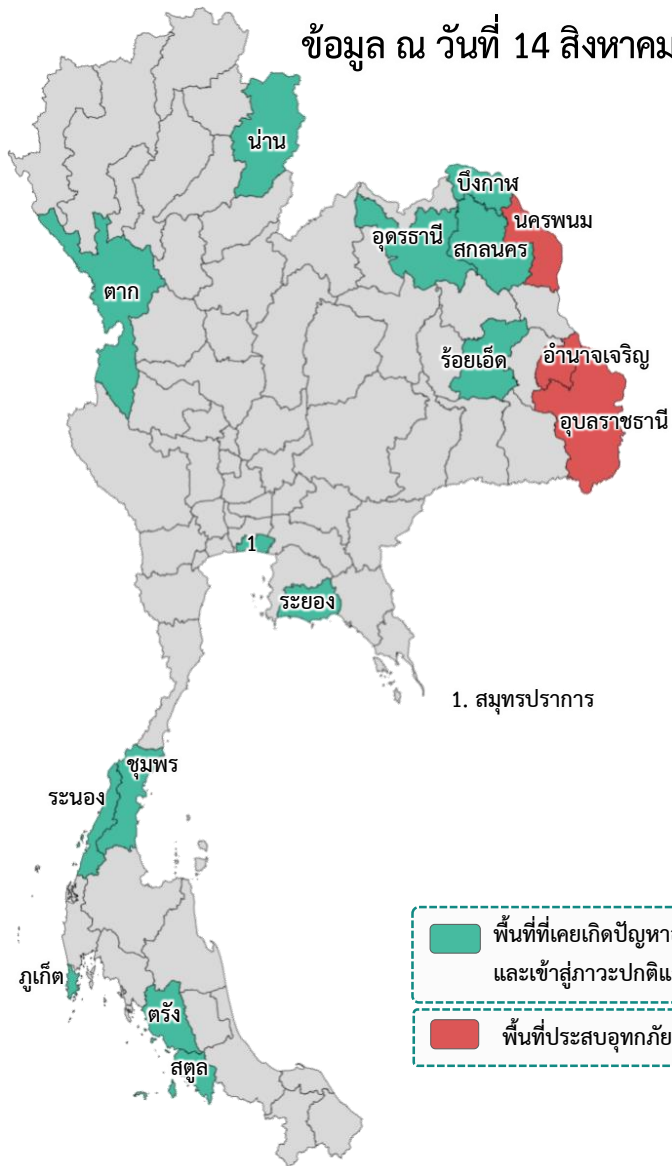 ข้อมูล ณ วันที่ 14 สิงหาคม
น่าน
บึงกาฬ
นครพนม
อุดรธานี
สกลนคร
ตาก
ร้อยเอ็ด
อำนาจเจริญ
อุบลราชธานี
1
ระยอง
1. สมุทรปราการ
ชุมพร
ระนอง
ภูเก็ต
ตรัง
สตูล
พื้นที่ที่เคยเกิดปัญหา
และเข้าสู่ภาวะปกติแ
พื้นที่ประสบอุทกภัย